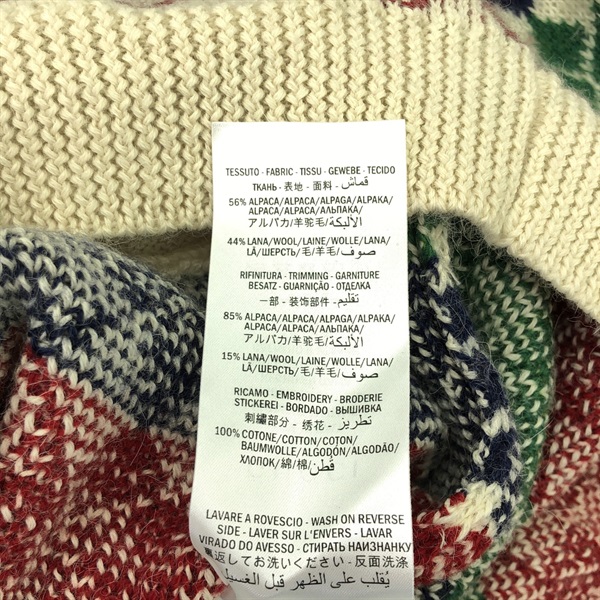 TESSUTO - FABRIC - TISSU - GEWEBE - TECIDO
ТКАНЬ - 表地 - 面料 - قماش
56% ALPACA/ALPACA/ALPAGA/ALPAKA/
ALPACA/ALPACA/ALPACA/АЛЬПАКА/
アルパカ/羊驼毛/الألبكة
44% LANA/WOOL/LAINE/WOLLE/LANA/
LÃ/ШЕРСТЬ/毛/羊毛/صوف
RIFINITURA - TRIMMING - GARNITURE
BESATZ - GUARNIÇÃO - ОТДЕЛКА
一部 - 装饰部件 - تقليم
85% ALPACA/ALPACA/ALPAGA/ALPAKA/
ALPACA/ALPACA/ALPACA/АЛЬПАКА/
アルパカ/羊驼毛/الألبكة
15% LANA/WOOL/LAINE/WOLLE/LANA/
LÃ/ШЕРСТЬ/毛/羊毛/صوف
RICAMO - EMBROIDERY - BRODERIE
STICKEREI - BORDADO - ВЫШИВКА
刺繍部分 - 绣花 - تطريز
100% COTONE/COTTON/COTON/
BAUMWOLLE/ALGODÓN/ALGODÃO/
ХЛОПОК/綿/棉/قطن
LAVARE A ROVESCIO - WASH ON REVERSE
SIDE - LAVER SUR L'ENVERS - LAVAR
VIRADO DO AVESSO - СТИРАТЬ НАИЗНАНКУ
裏返してお洗いください - 反面洗涤
يُقلب على الظهر قبل الغسيل